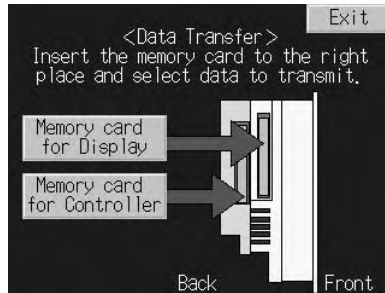 Exit
<Data Transfer>
Insert the memory card to the right
place and select data to transmit.
Memory card
for Display
Memory card
for Controller
Back
Front